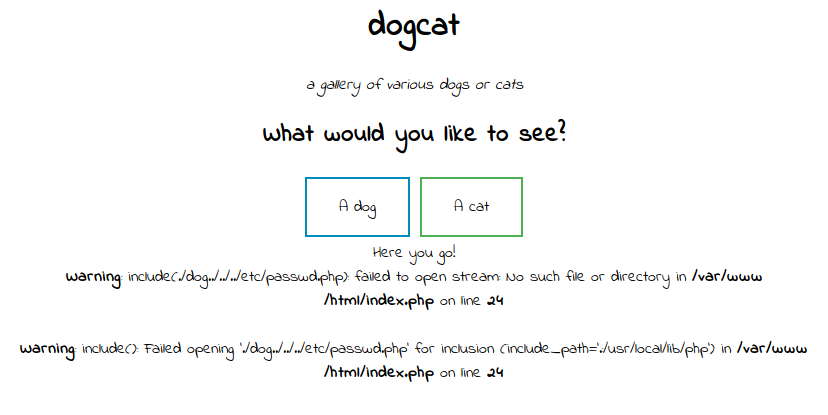 dogcat
a gallery of various dogs or cats
What would you like to see?
A dog
A cat
Here you go!
Warning: include(./dog../../../etc/passwd.php): failed to open stream: No such file or directory in /var/www
/html/index.php on line 24
Warning: include(): Failed opening './dog../../../etc/passwd.php' for inclusion (include_path='.:/usr/local/lib/php') in /var/www
/html/index.php on line 24